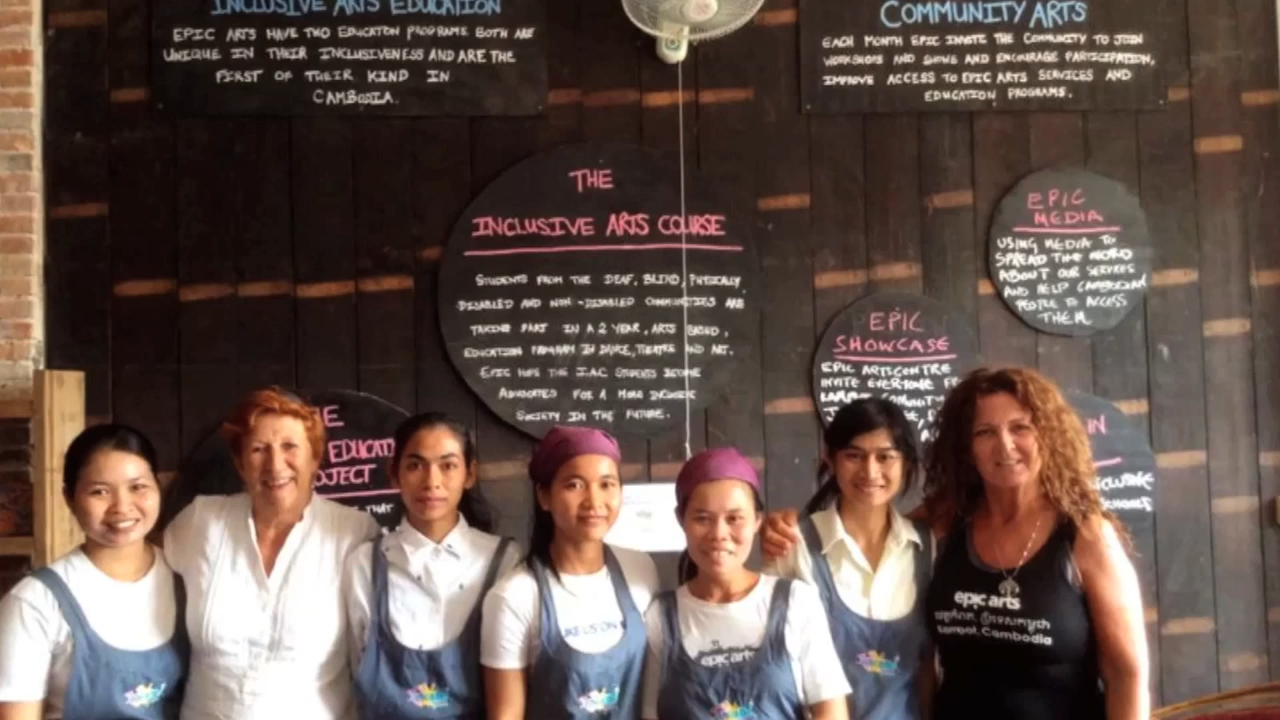 INCLUSIVE ARTS EDUCATION
EPIC ARTS HAVE TWO EDUCATON PROGRAMS. BOTH ARE
UNIQUE IN THEIR INCLUSIVENESS AND ARE THE
FIRST OF THEIR KIND IN
CAMBODIA.
COMMUNITY ARTS
EACH MONTH EPIC INVITE THE COMMUNITY TO JOIN
WORKSHOPS AND SHOWS AND ENCOURAGE PARTICIPATION,
IMPROVE ACCESS TO EPIC ARTS SERVICES AND
EDUCATION PROGRAMS.
THE
INCLUSIVE ARTS COURSE
STUDENTS FROM THE DEAF, BLIND, PHYSICALLY
DISABLED AND NON-DISABLED COMMUNITIES ARE
TAKING PART IN A 2 YEAR, ARTS BASED,
EDUCATION PROGRAM IN DANCE, THEATRE AND ART.
EPIC HOPE THE I.A.C STUDENTS BECOME
ADVOCATES FOR A MORE INCLUSIVE
SOCIETY IN THE FUTURE.
EPIC
MEDIA
USING MEDIA TO
SPREAD THE WORD
ABOUT OUR SERVICES
AND HELP CAMBODIAN
PEOPLE TO ACCESS
THEM
EPIC
SHOWCASE
EPIC ARTS CENTRE
INVITE EVERYONE
THAT
IN
epic arts
Kampot, Cambodia
epic arts